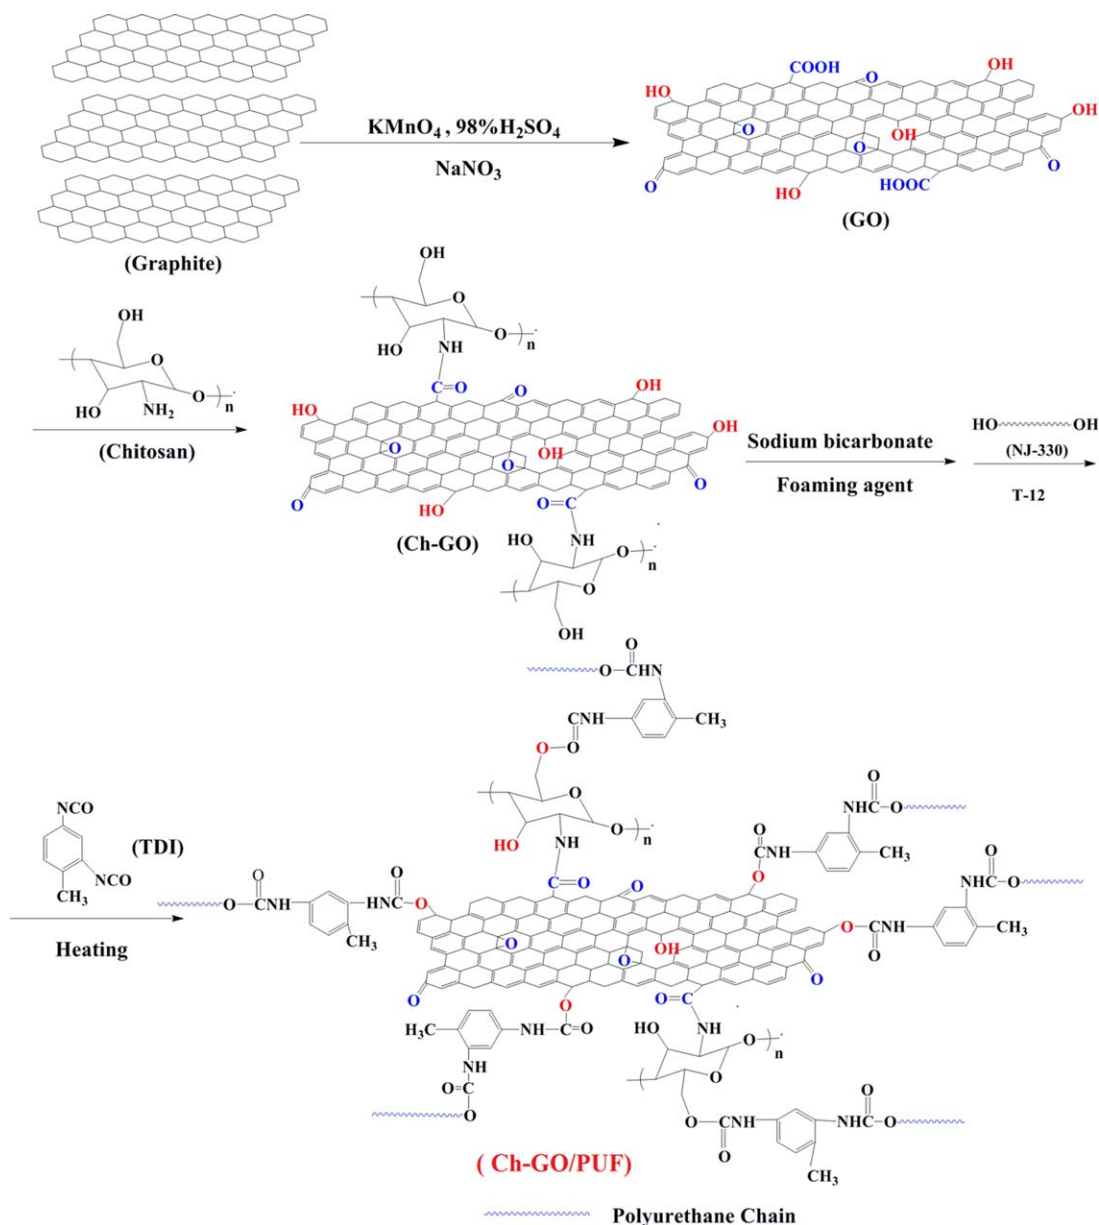 COOH
O
OH
HO
OH
O
OH
O
O
HO
HOOC
O
(GO)
KMnO4 , 98%H2SO4
NaNO3
(Graphite)
OH
O
HO
NH2
O
n
(Chitosan)
OH
O
HO
NH
O
n
C=O
O
OH
HO
OH
O
OH
O
O
O
HO
O=C
(Ch-GO)
NH
HO
O
n
O
OH
Sodium bicarbonate
Foaming agent
HO
OH
(NJ-330)
T-12
O
O—CHN
CNH
CH3
O
O
O
HO
NH
O
n
NCO
(TDI)
NCO
CH3
Heating
O
O
O—CNH
HNC
O
CH3
C=O
O
O
NHC—O
O
CNH
CH3
O
O
NHC—O
O
CNH
O
CH3
O
OH
O
O
O
O
H3C
NH—C=O
NH
O=C
O
O=C
HO
NH
O
n
O
O
CNH
O
O
NHC—O
CH3
( Ch-GO/PUF)
Polyurethane Chain